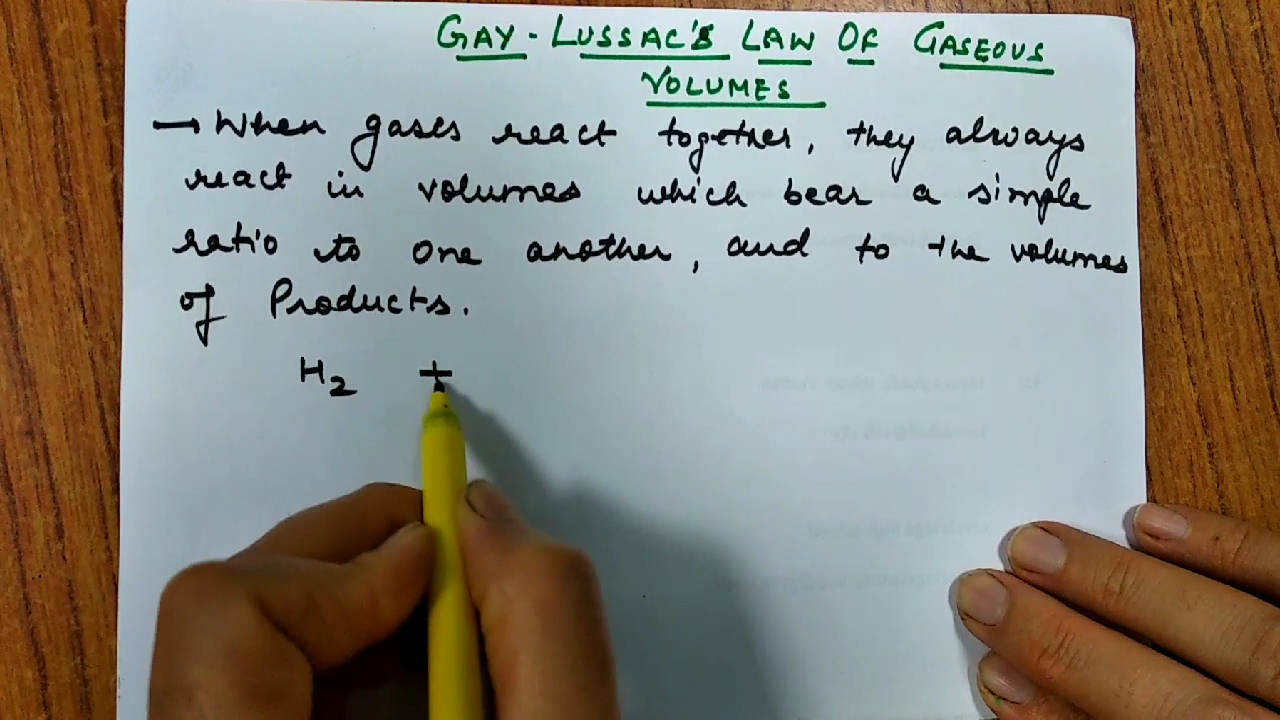 GAY-LUSSAC'S LAW OF GASEOUS
VOLUMES
→ When gases react together, they always
react in volumes which bear a simple
ratio to one another, and to the volumes
of Products.
H₂ +